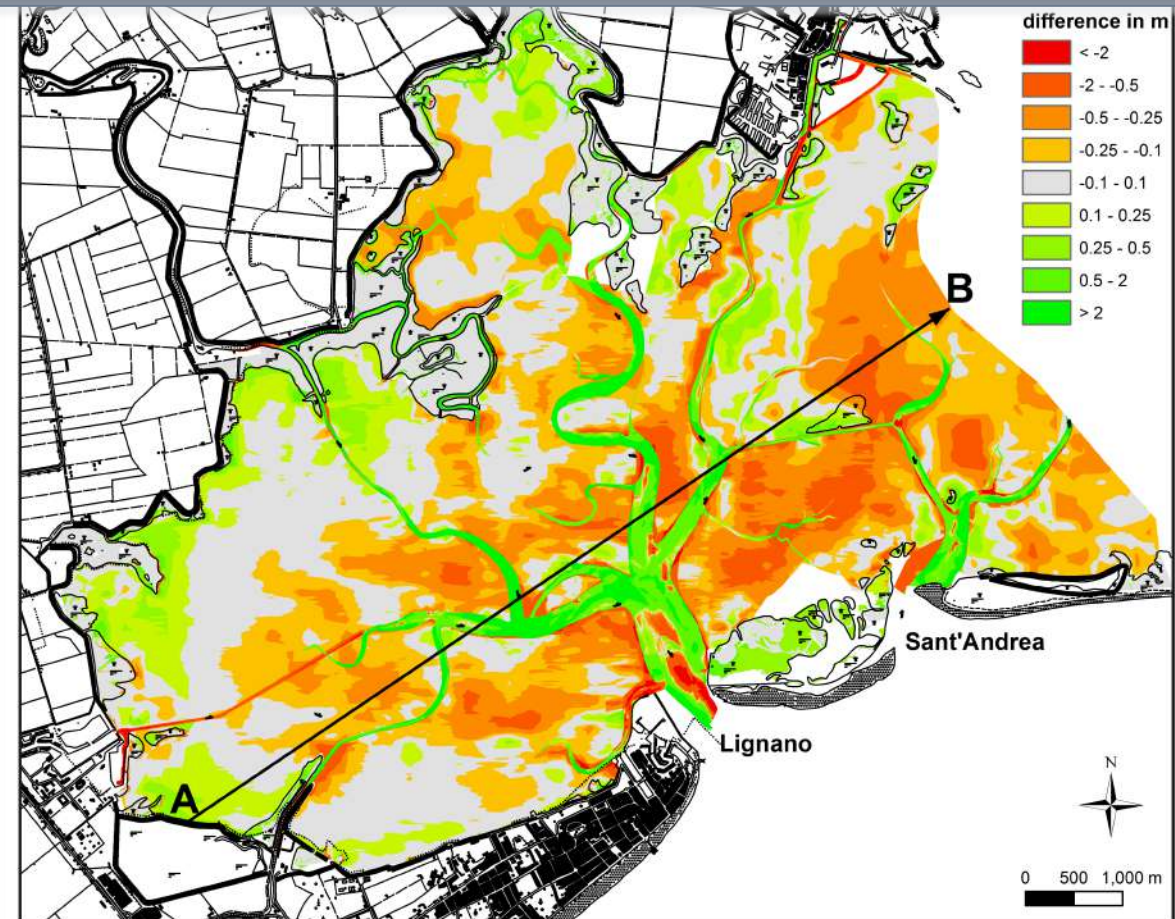 difference in m
< -2
-2 - -0.5
-0.5 - -0.25
-0.25 - -0.1
-0.1 - 0.1
0.1 - 0.25
0.25 - 0.5
0.5 - 2
> 2
B
Sant'Andrea
Lignano
A
N
0 500 1,000 m